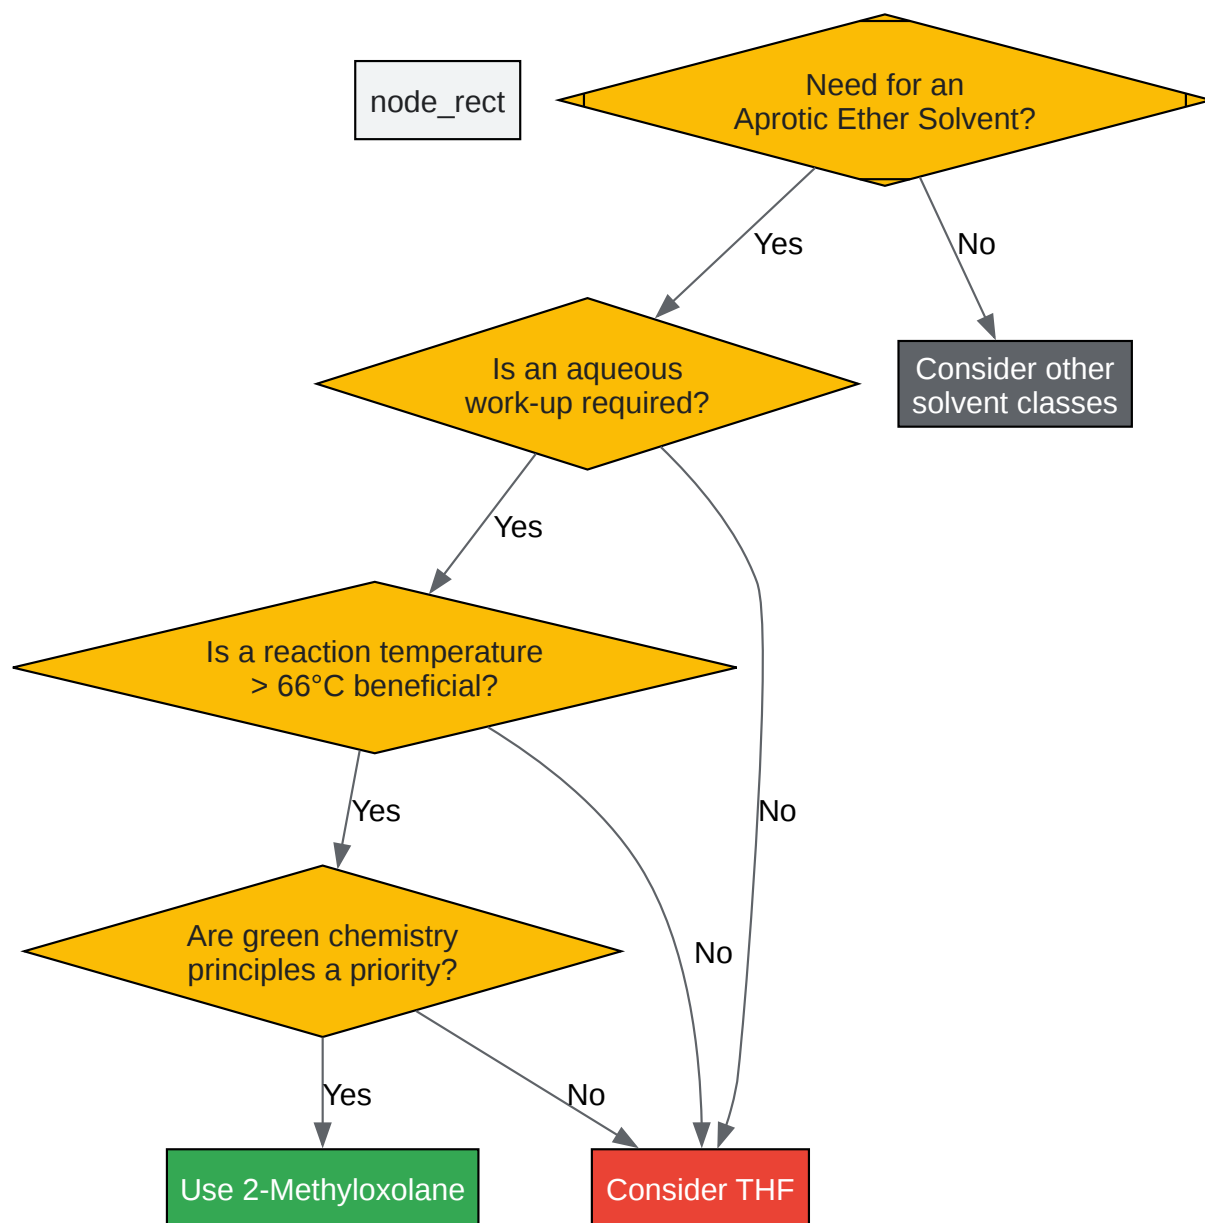 node_rect
Need for an
Aprotic Ether Solvent?
Yes
No
Is an aqueous
work-up required?
Consider other
solvent classes
Yes
Is a reaction temperature
> 66°C beneficial?
Yes
No
Are green chemistry
principles a priority?
No
Yes
No
Use 2-Methyloxolane
Consider THF